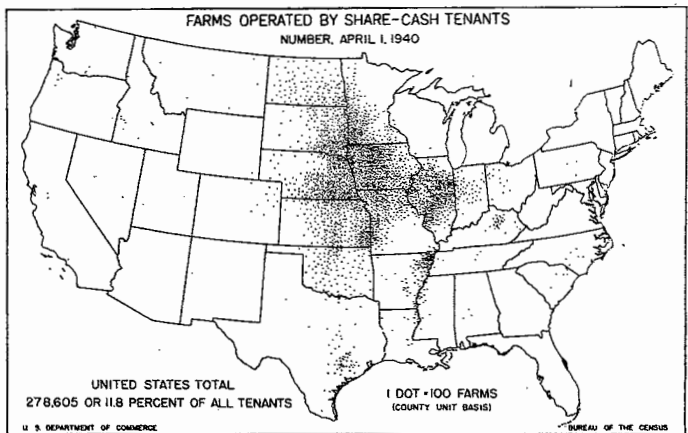 FARMS OPERATED BY SHARE-CASH TENANTS
NUMBER, APRIL 1, 1940
UNITED STATES TOTAL
278,605 OR 11.8 PERCENT OF ALL TENANTS
1 DOT = 100 FARMS
(COUNTY UNIT BASIS)
U. S. DEPARTMENT OF COMMERCE
BUREAU OF THE CENSUS